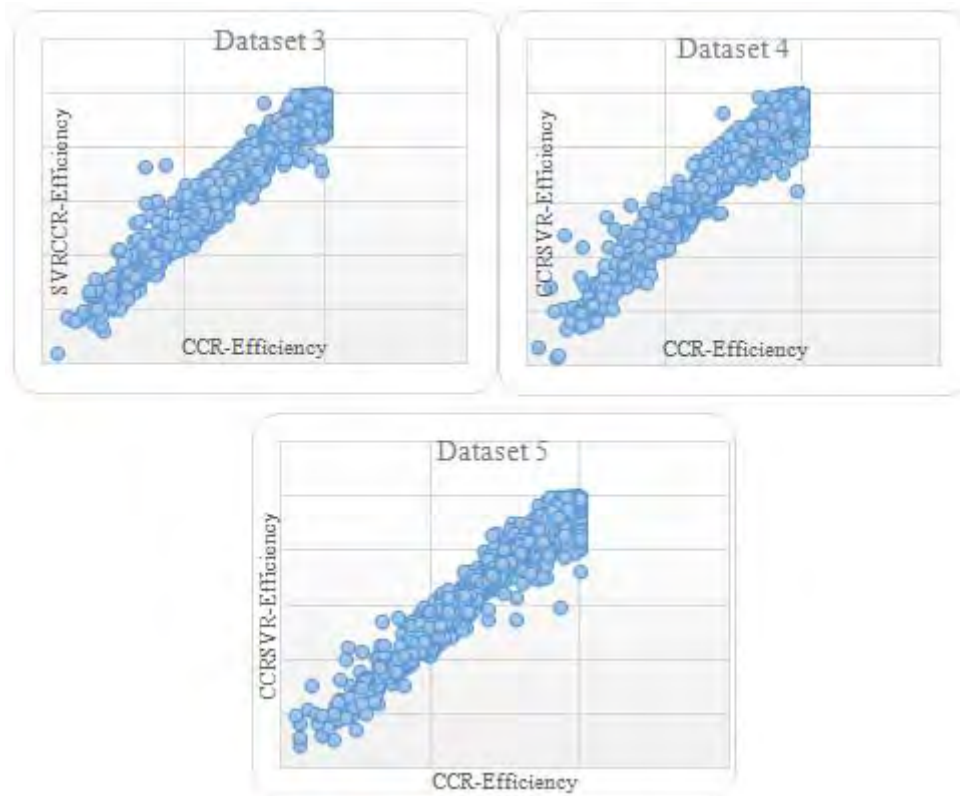 Dataset 3
SVRCCR-Efficiency
CCR-Efficiency
Dataset 4
CCRSVR-Efficiency
CCR-Efficiency
Dataset 5
CCRSVR-Efficiency
CCR-Efficiency